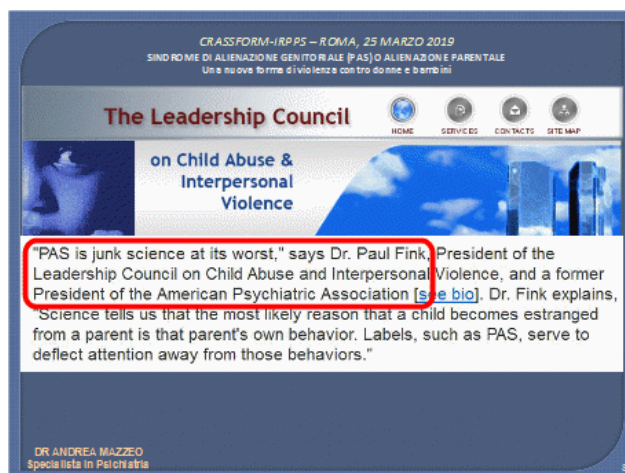 CRASSFORM-IRPPS – ROMA, 25 MARZO 2019
SINDROME DI ALIENAZIONE GENITORIALE (PAS) O ALIENAZIONE PARENTALE
Una nuova forma di violenza contro donne e bambini
The Leadership Council
HOME SERVICES CONTACTS SITE MAP
on Child Abuse &
Interpersonal
Violence
"PAS is junk science at its worst," says Dr. Paul Fink, President of the
Leadership Council on Child Abuse and Interpersonal Violence, and a former
President of the American Psychiatric Association [see bio]. Dr. Fink explains,
"Science tells us that the most likely reason that a child becomes estranged
from a parent is that parent's own behavior. Labels, such as PAS, serve to
deflect attention away from those behaviors."
DR ANDREA MAZZEO
Specialista in Psichiatria